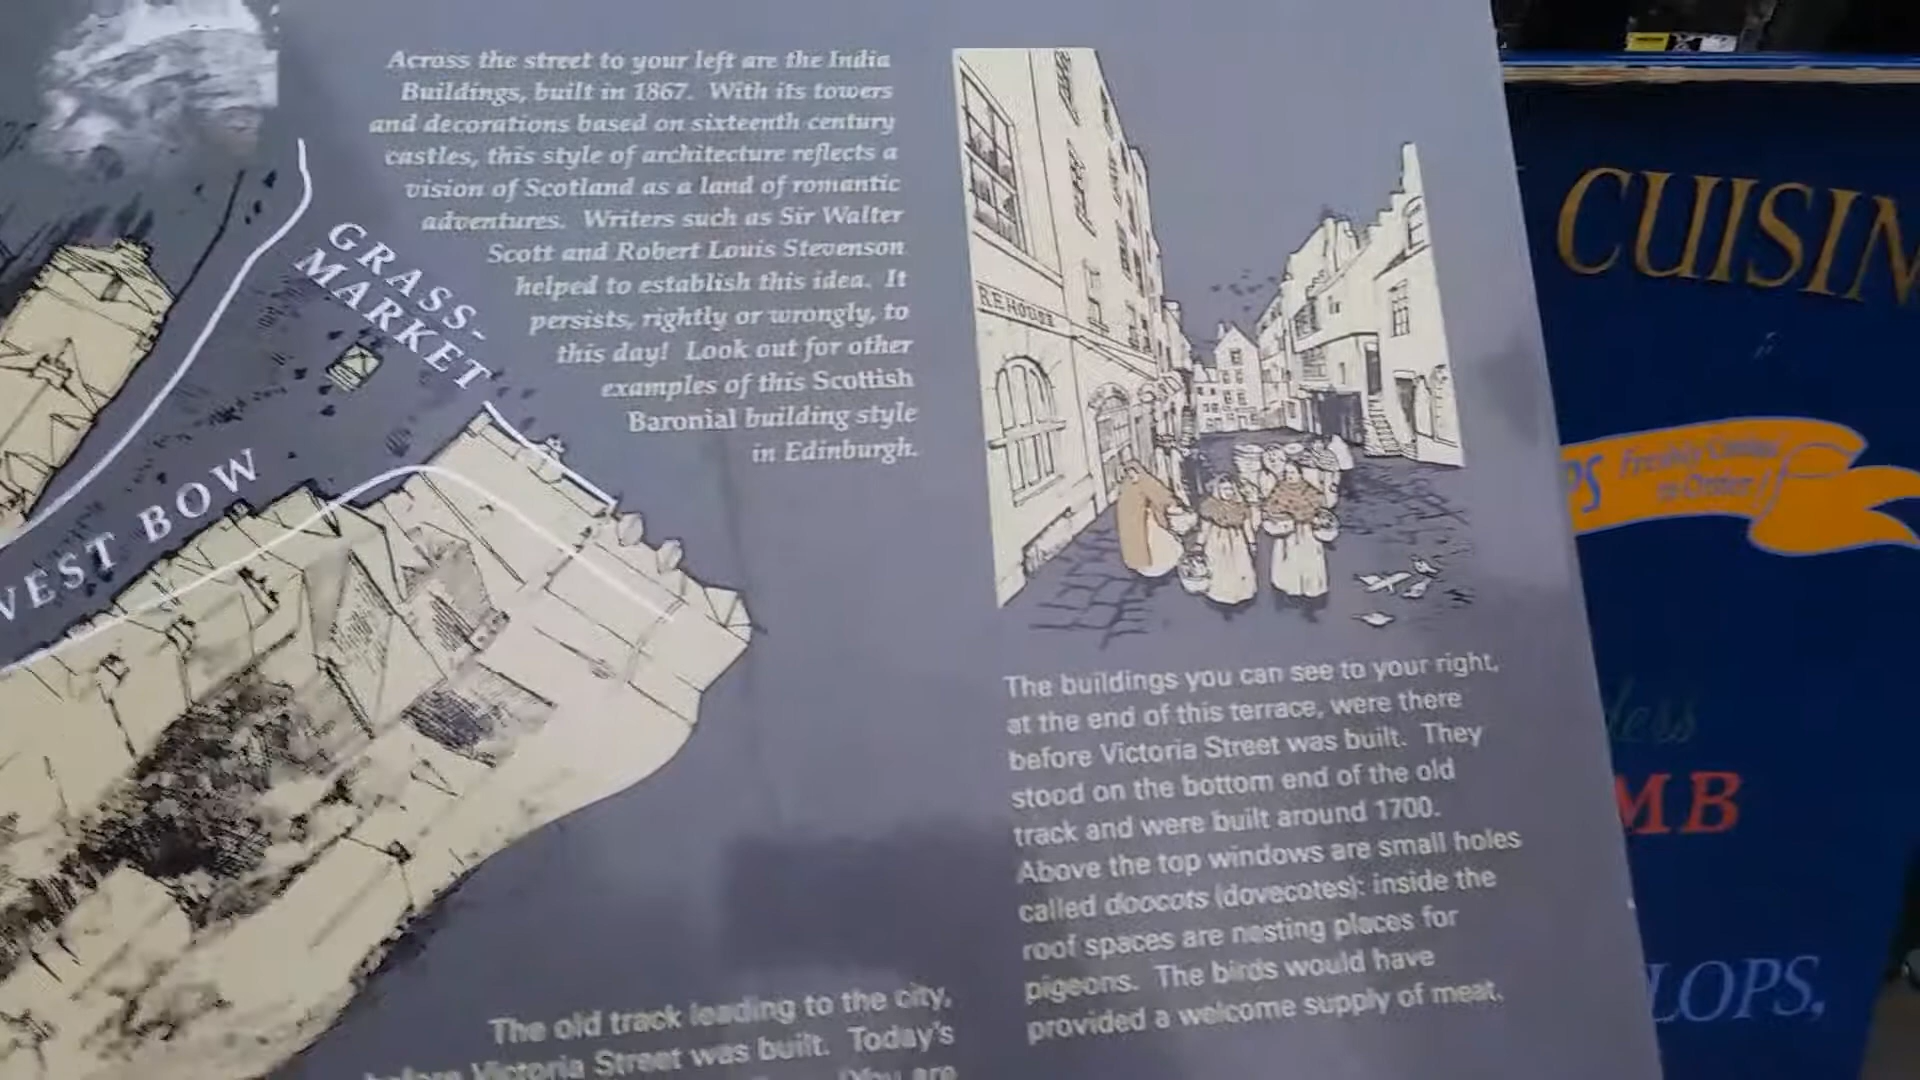 Across the street to your left are the India
Buildings, built in 1867. With its towers
and decorations based on sixteenth century
castles, this style of architecture reflects a
vision of Scotland as a land of romantic
adventures. Writers such as Sir Walter
Scott and Robert Louis Stevenson
helped to establish this idea. It
persists, rightly or wrongly, to
this day! Look out for other
examples of this Scottish
Baronial building style
in Edinburgh.
GRASS-
MARKET
WEST BOW
REHOUSE
The buildings you can see to your right,
at the end of this terrace, were there
before Victoria Street was built. They
stood on the bottom end of the old
track and were built around 1700.
Above the top windows are small holes
called doocots (dovecotes): inside the
roof spaces are nesting places for
pigeons. The birds would have
provided a welcome supply of meat.
The old track leading to the city,
before Victoria Street was built. Today's
CUISIN
PS
Freshly
to Order!
MB
LOPS,